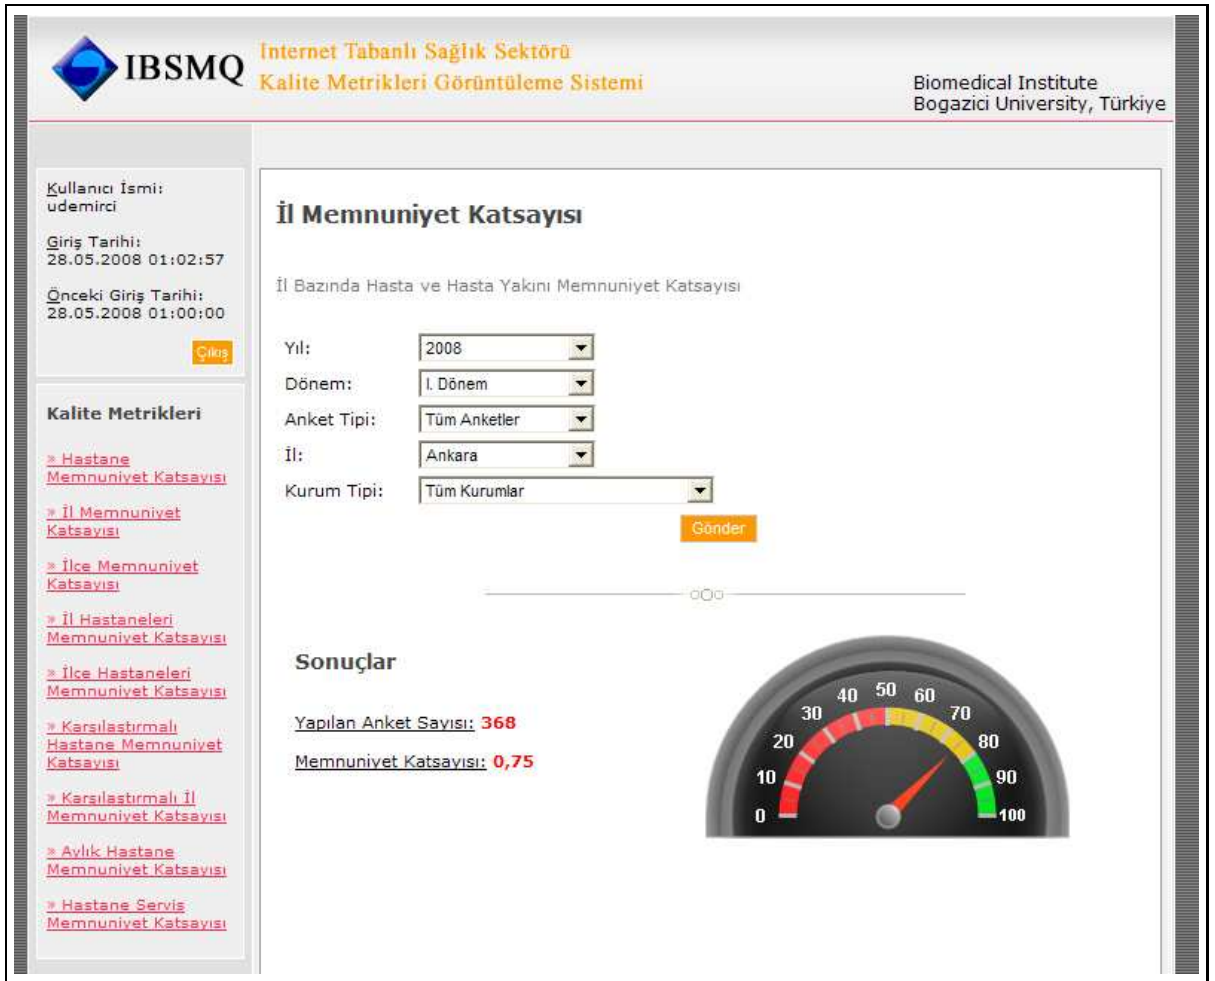 IBSMQ
İnternet Tabanlı Sağlık Sektörü
Kalite Metrikleri Görüntüleme Sistemi
Biomedical Institute
Bogazici University, Türkiye
Kullanıcı İsmi:
udemirci
Giriş Tarihi:
28.05.2008 01:02:57
Önceki Giriş Tarihi:
28.05.2008 01:00:00
Çıkış
Kalite Metrikleri
» Hastane
Memnuniyet Katsayısı
» İl Memnuniyet
Katsayısı
» İlce Memnuniyet
Katsayısı
» İl Hastaneleri
Memnuniyet Katsayısı
» İlce Hastaneleri
Memnuniyet Katsayısı
» Karsılastırmalı
Hastane Memnuniyet
Katsayısı
» Karsılastırmalı İl
Memnuniyet Katsayısı
» Aylık Hastane
Memnuniyet Katsayısı
» Hastane Servis
Memnuniyet Katsayısı
İl Memnuniyet Katsayısı
İl Bazında Hasta ve Hasta Yakını Memnuniyet Katsayısı
Yıl: 2008
Dönem: I. Dönem
Anket Tipi: Tüm Anketler
İl: Ankara
Kurum Tipi: Tüm Kurumlar
Gönder
Sonuçlar
Yapılan Anket Sayısı: 368
Memnuniyet Katsayısı: 0,75
0 10 20 30 40 50 60 70 80 90 100